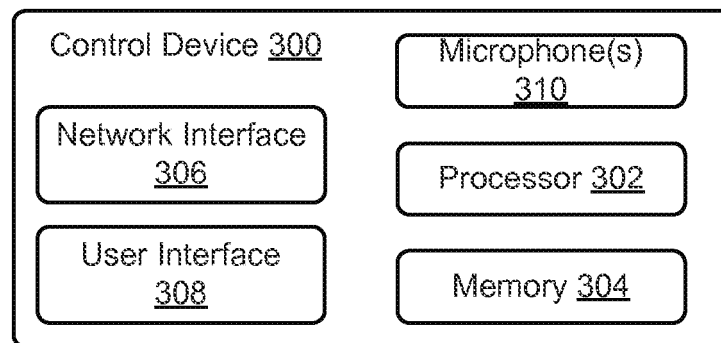 Control Device 300
Network Interface
306
User Interface
308
Microphone(s)
310
Processor 302
Memory 304